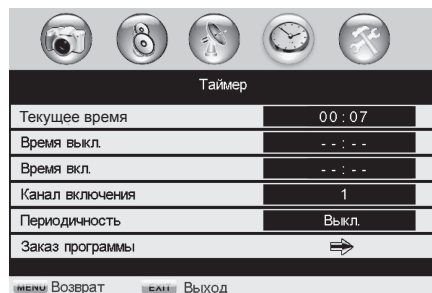 Таймер
Текущее время 00:07
Время выкл. --:--
Время вкл. --:--
Канал включения 1
Периодичность Выкл.
Заказ программы
MENU Возврат EXIT Выход